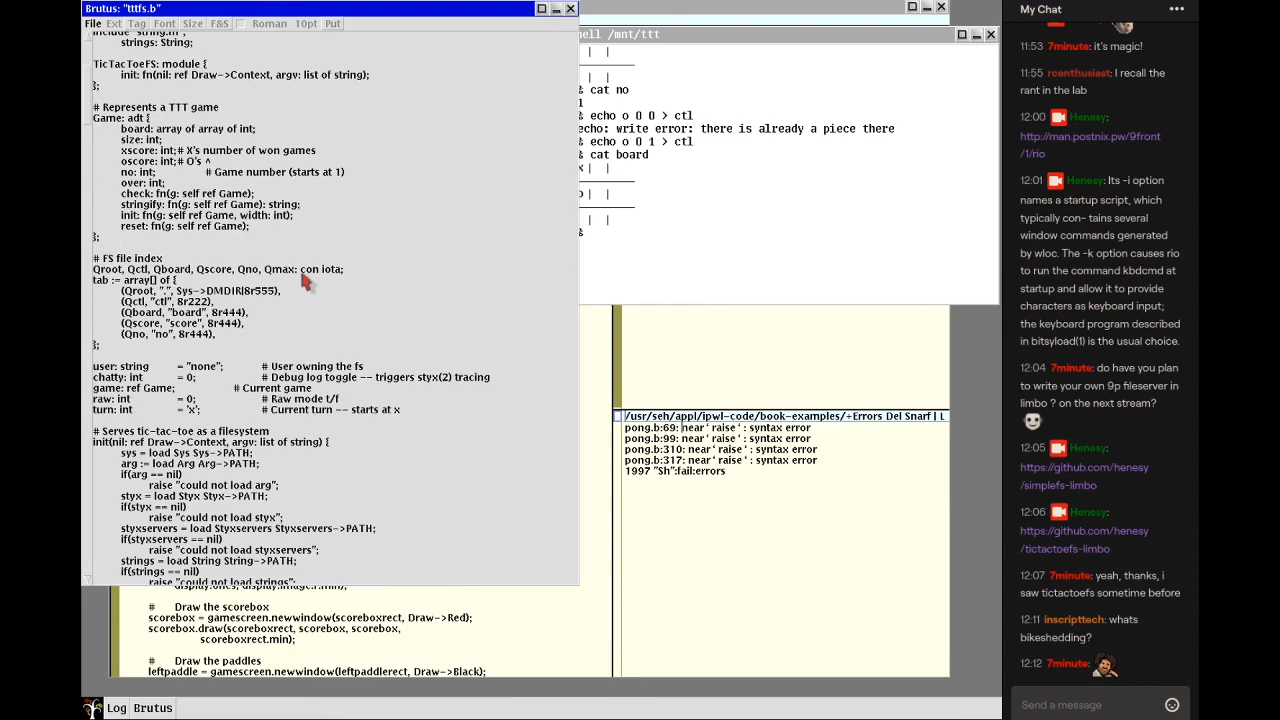 Brutus: "tttfs.b"
File Ext Tag Font Size F&S Roman 10pt Put
include "string.m";
strings: String;
TicTacToeFS: module {
init: fn(nil: ref Draw->Context, argv: list of string);
};
# Represents a TTT game
Game: adt {
board: array of array of int;
size: int;
xscore: int; # X's number of won games
oscore: int; # O's ^
no: int; # Game number (starts at 1)
over: int;
check: fn(g: self ref Game);
stringify: fn(g: self ref Game): string;
init: fn(g: self ref Game, width: int);
reset: fn(g: self ref Game);
};
# FS file index
Qroot, Qctl, Qboard, Qscore, Qno, Qmax: con iota;
tab := array[] of {
(Qroot, ".", Sys->DMDIR|8r555),
(Qctl, "ctl", 8r222),
(Qboard, "board", 8r444),
(Qscore, "score", 8r444),
(Qno, "no", 8r444),
};
user: string = "none"; # User owning the fs
chatty: int = 0; # Debug log toggle -- triggers styx(2) tracing
game: ref Game; # Current game
raw: int = 0; # Raw mode t/f
turn: int = 'x'; # Current turn -- starts at x
# Serves tic-tac-toe as a filesystem
init(nil: ref Draw->Context, argv: list of string) {
sys = load Sys Sys->PATH;
arg := load Arg Arg->PATH;
if(arg == nil)
raise "could not load arg";
styx = load Styx Styx->PATH;
if(styx == nil)
raise "could not load styx";
styxservers = load Styxservers Styxservers->PATH;
if(styxservers == nil)
raise "could not load styxservers";
strings = load String String->PATH;
if(strings == nil)
raise "could not load strings";
display.ones, display.image.r.min);
# Draw the scorebox
scorebox = gamescreen.newwindow(scoreboxrect, Draw->Red);
scorebox.draw(scoreboxrect, scorebox, scorebox,
scoreboxrect.min);
# Draw the paddles
leftpaddle = gamescreen.newwindow(leftpaddlerect, Draw->Black);
ell /mnt/ttt
| |
| |
% cat no
1
% echo o 0 0 > ctl
echo: write error: there is already a piece there
% echo o 0 1 > ctl
% cat board
x| |
o| |
| |
%
/usr/seh/appl/ipwl-code/book-examples/+Errors Del Snarf | L
pong.b:69: near ` raise ` : syntax error
pong.b:99: near ` raise ` : syntax error
pong.b:310: near ` raise ` : syntax error
pong.b:317: near ` raise ` : syntax error
1997 "Sh":fail:errors
Log Brutus
My Chat
11:53 7minute: it's magic!
11:55 rcenthusiast: I recall the
rant in the lab
12:00 Henesy:
http://man.postnix.pw/9front
/1/rio
12:01 Henesy: Its -i option
names a startup script, which
typically con- tains several
window commands generated
by wloc. The -k option causes rio
to run the command kbdcmd at
startup and allow it to provide
characters as keyboard input;
the keyboard program described
in bitsyload(1) is the usual choice.
12:04 7minute: do have you plan
to write your own 9p fileserver in
limbo ? on the next stream?
12:05 Henesy:
https://github.com/henesy
/simplefs-limbo
12:06 Henesy:
https://github.com/henesy
/tictactoefs-limbo
12:07 7minute: yeah, thanks, i
saw tictactoefs sometime before
12:11 inscripttech: whats
bikeshedding?
12:12 7minute:
Send a message